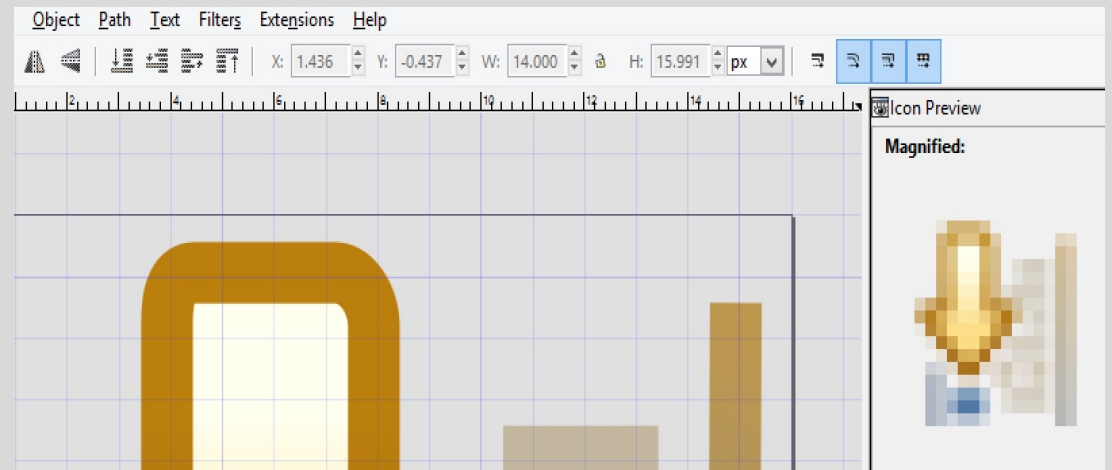 Object Path Text Filters Extensions Help
X: 1.436 Y: -0.437 W: 14.000 H: 15.991 px
2 4 6 8 10 12 14 16
Icon Preview
Magnified: